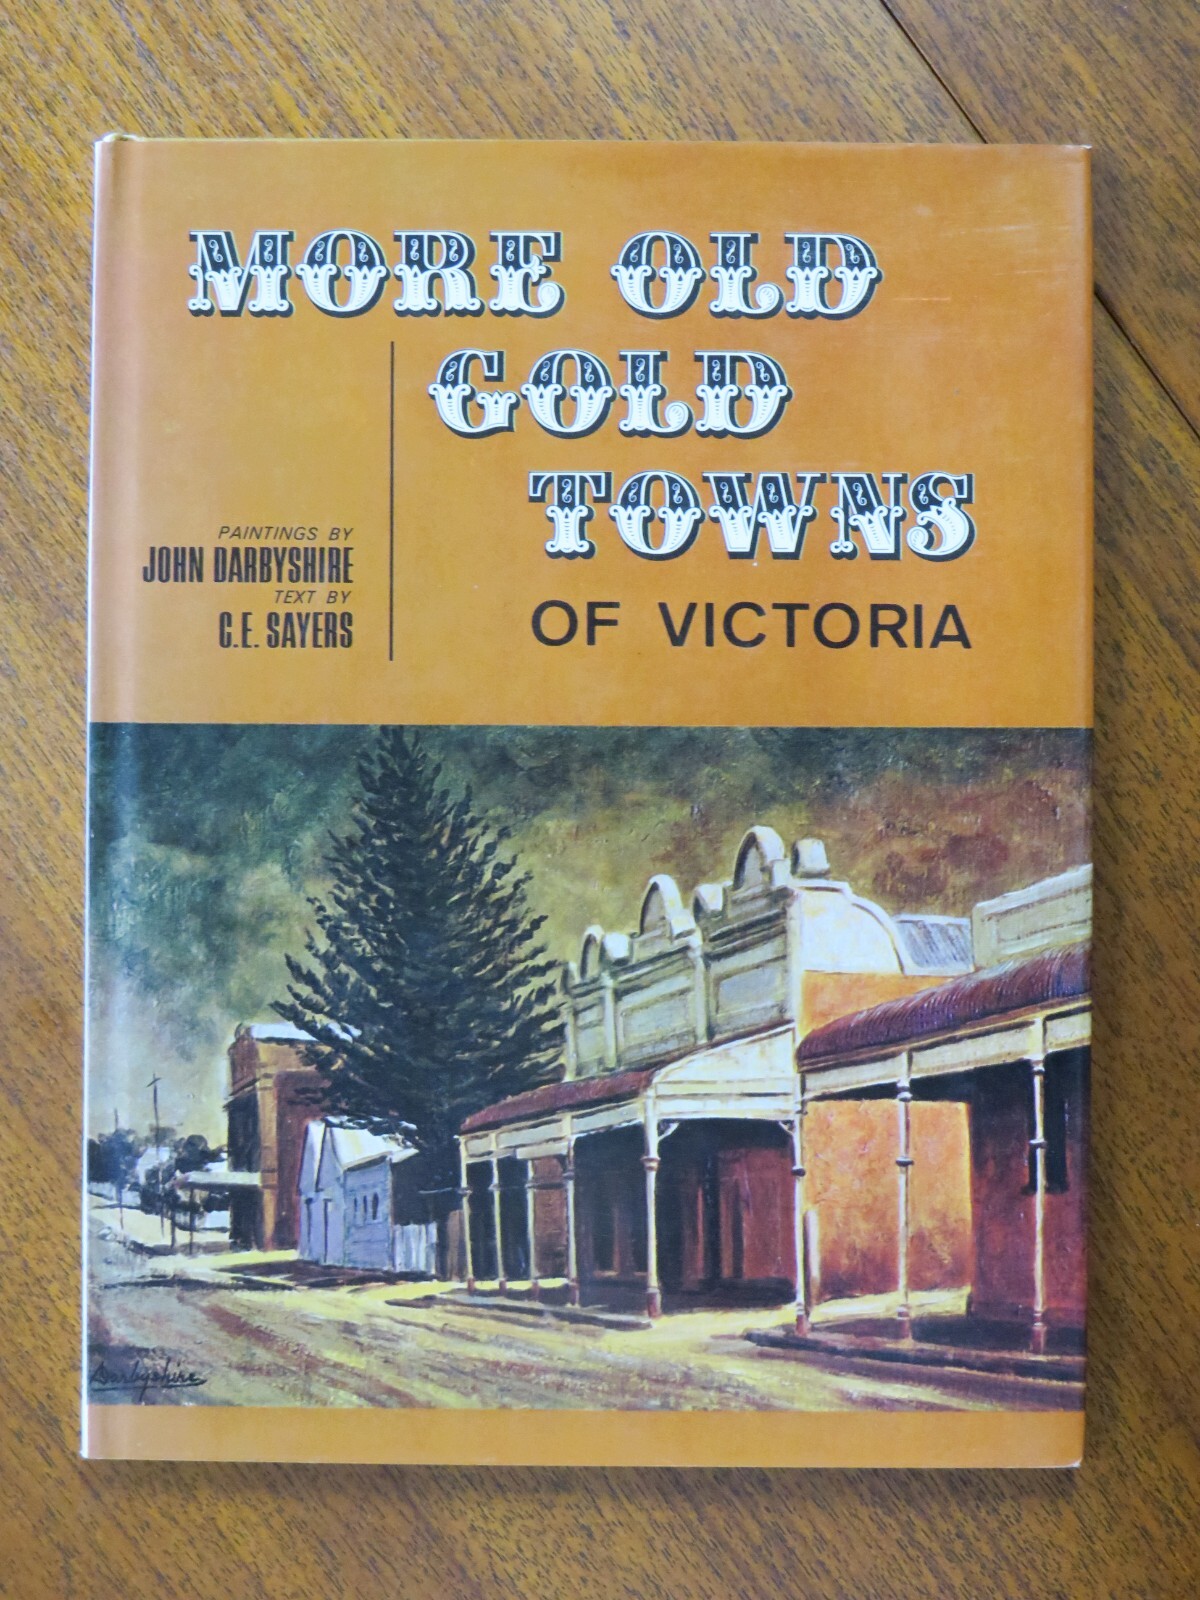 MORE OLD
GOLD
TOWNS
OF VICTORIA
PAINTINGS BY
JOHN DARBYSHIRE
TEXT BY
C.E. SAYERS
Darbyshire